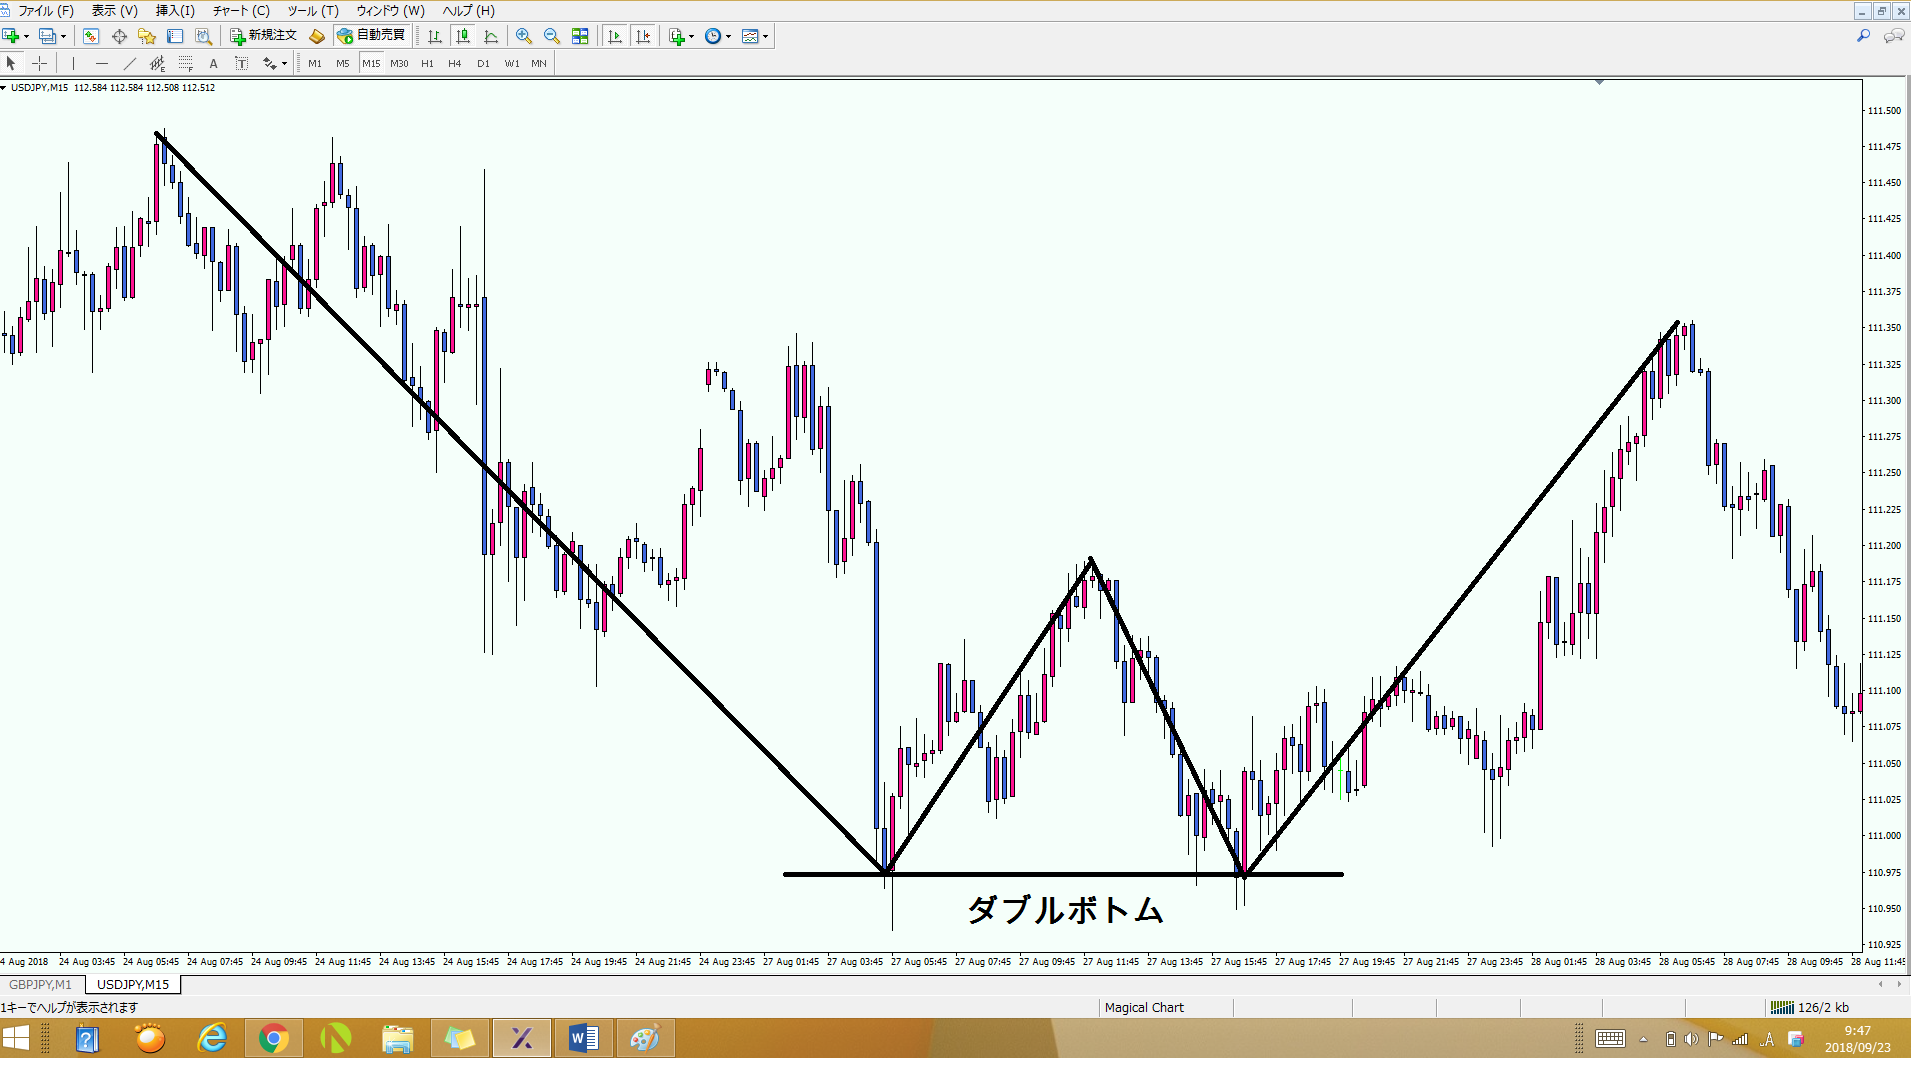 ファイル (F) 表示 (V) 挿入(I) チャート (C) ツール (T) ウィンドウ (W) ヘルプ (H)
新規注文 自動売買
A T M1 M5 M15 M30 H1 H4 D1 W1 MN
USDJPY,M15 112.584 112.584 112.508 112.512
111.500
111.475
111.450
111.425
111.400
111.375
111.350
111.325
111.300
111.275
111.250
111.225
111.200
111.175
111.150
111.125
111.100
111.075
111.050
111.025
111.000
110.975
110.950
110.925
ダブルボトム
4 Aug 2018 24 Aug 03:45 24 Aug 05:45 24 Aug 07:45 24 Aug 09:45 24 Aug 11:45 24 Aug 13:45 24 Aug 15:45 24 Aug 17:45 24 Aug 19:45 24 Aug 21:45 24 Aug 23:45 27 Aug 01:45 27 Aug 03:45 27 Aug 05:45 27 Aug 07:45 27 Aug 09:45 27 Aug 11:45 27 Aug 13:45 27 Aug 15:45 27 Aug 19:45 27 Aug 21:45 27 Aug 23:45 28 Aug 01:45 28 Aug 03:45 28 Aug 05:45 28 Aug 07:45 28 Aug 09:45 28 Aug 11:45
GBPJPY,M1 USDJPY,M15
1キーでヘルプが表示されます Magical Chart 126/2 kb
A 9:47
2018/09/23